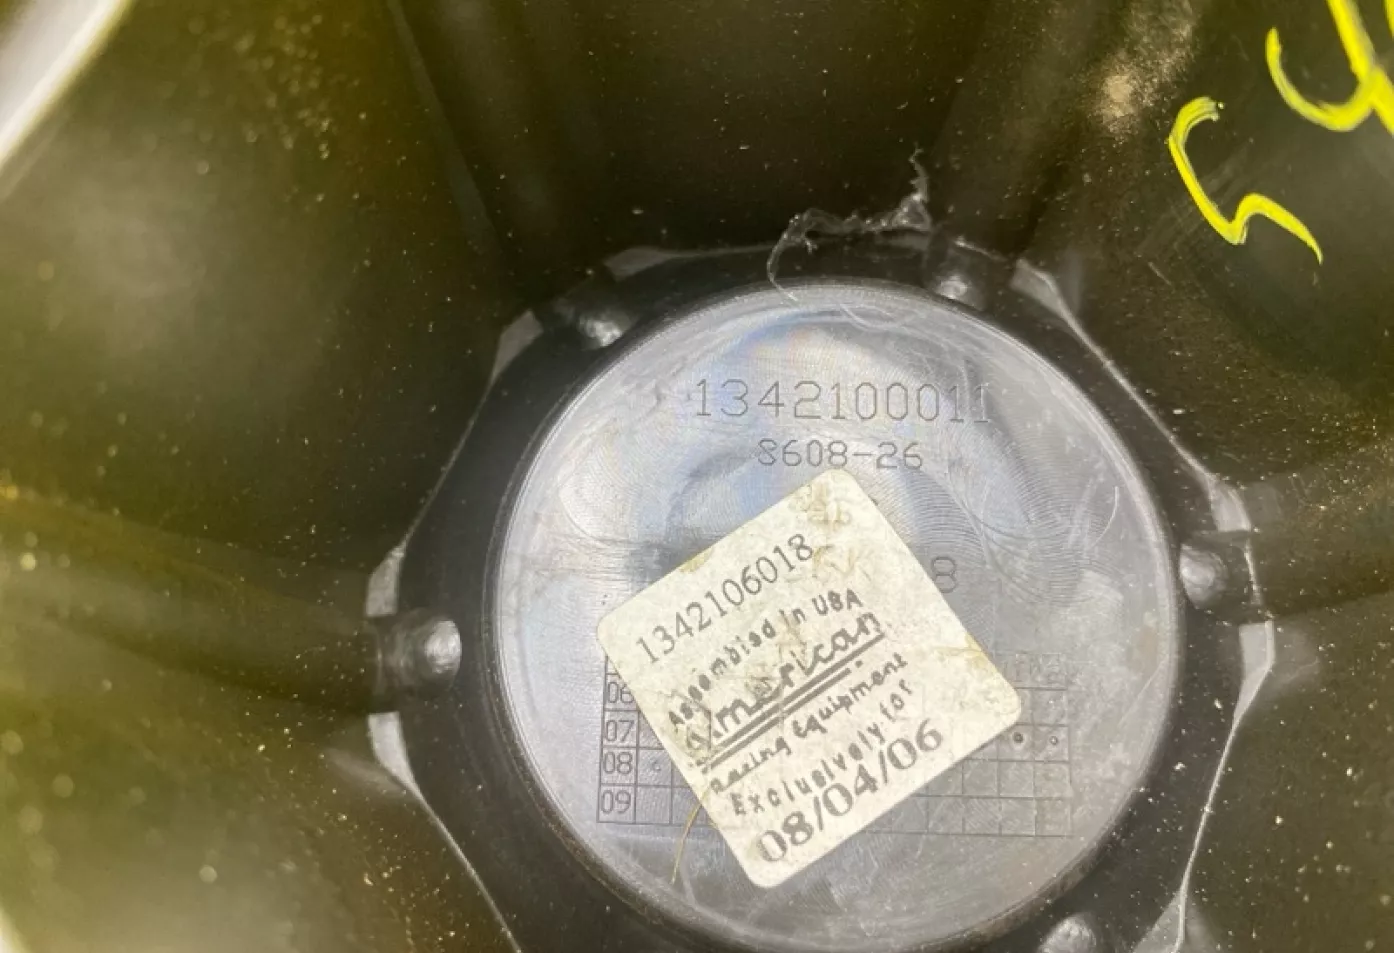 1342100011
S608-26
8
1342106018
Assembled in USA
American
Racing Equipment
Exclusively for
08/04/06
06
07
08
09